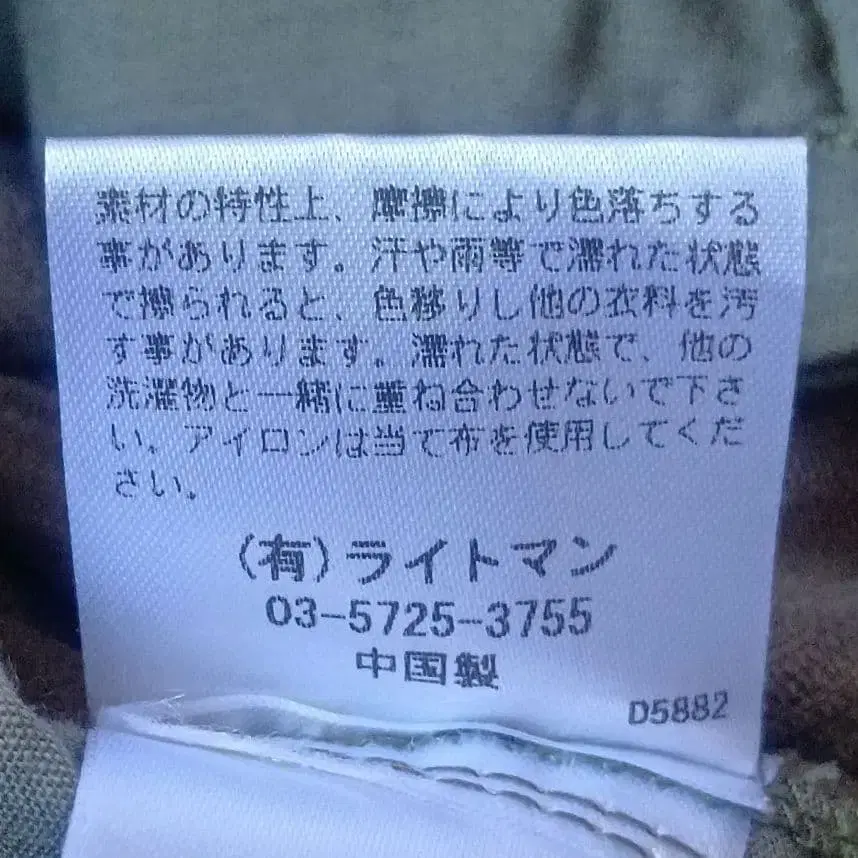 素材の特性上、摩擦により色落ちする
事があります。汗や雨等で濡れた状態
で擦られると、色移りし他の衣料を汚
す事があります。濡れた状態で、他の
洗濯物と一緒に重ね合わせないで下さ
い。アイロンは当て布を使用してくだ
さい。
(有)ライトマン
03-5725-3755
中国製
D5882